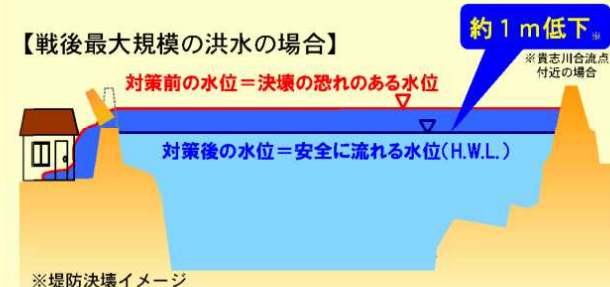 【戦後最大規模の洪水の場合】
約１ｍ低下※
※貴志川合流点
付近の場合
対策前の水位＝決壊の恐れのある水位
対策後の水位＝安全に流れる水位(H.W.L.)
※堤防決壊イメージ